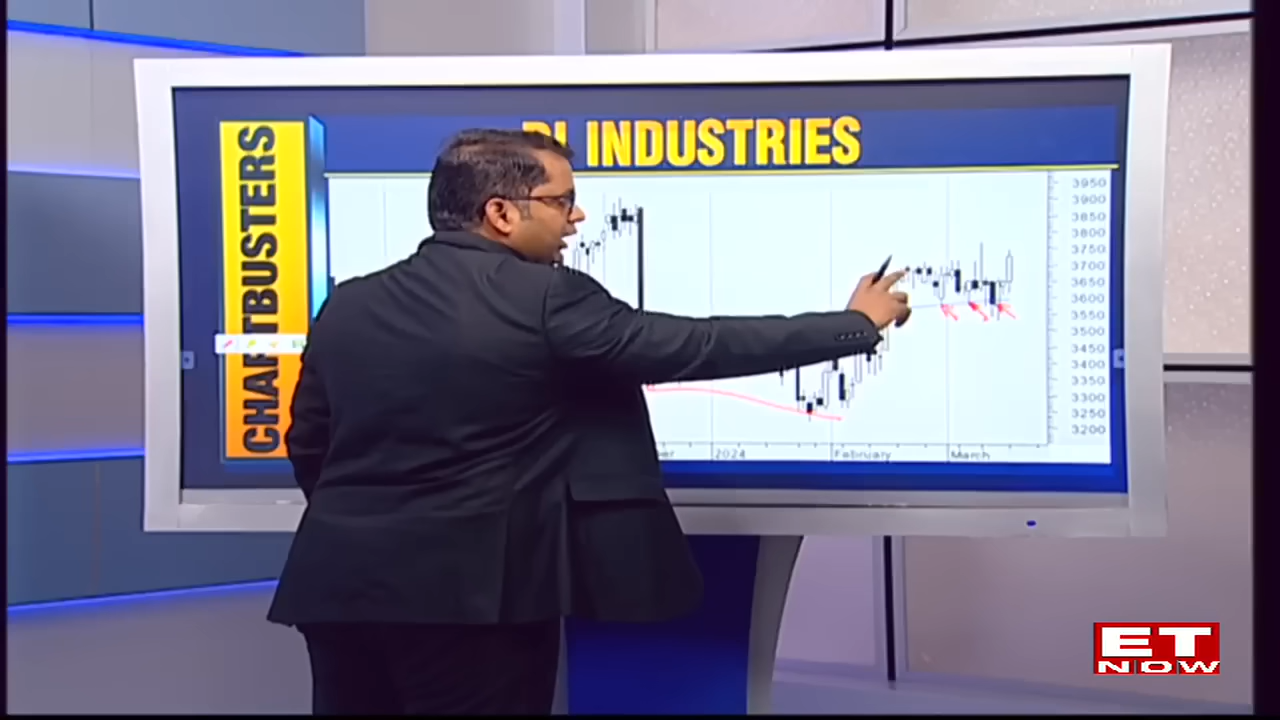 CHARTBUSTERS
PI INDUSTRIES
3950
3900
3850
3800
3750
3700
3650
3600
3550
3500
3450
3400
3350
3300
3250
3200
2024
February
March
ET
NOW